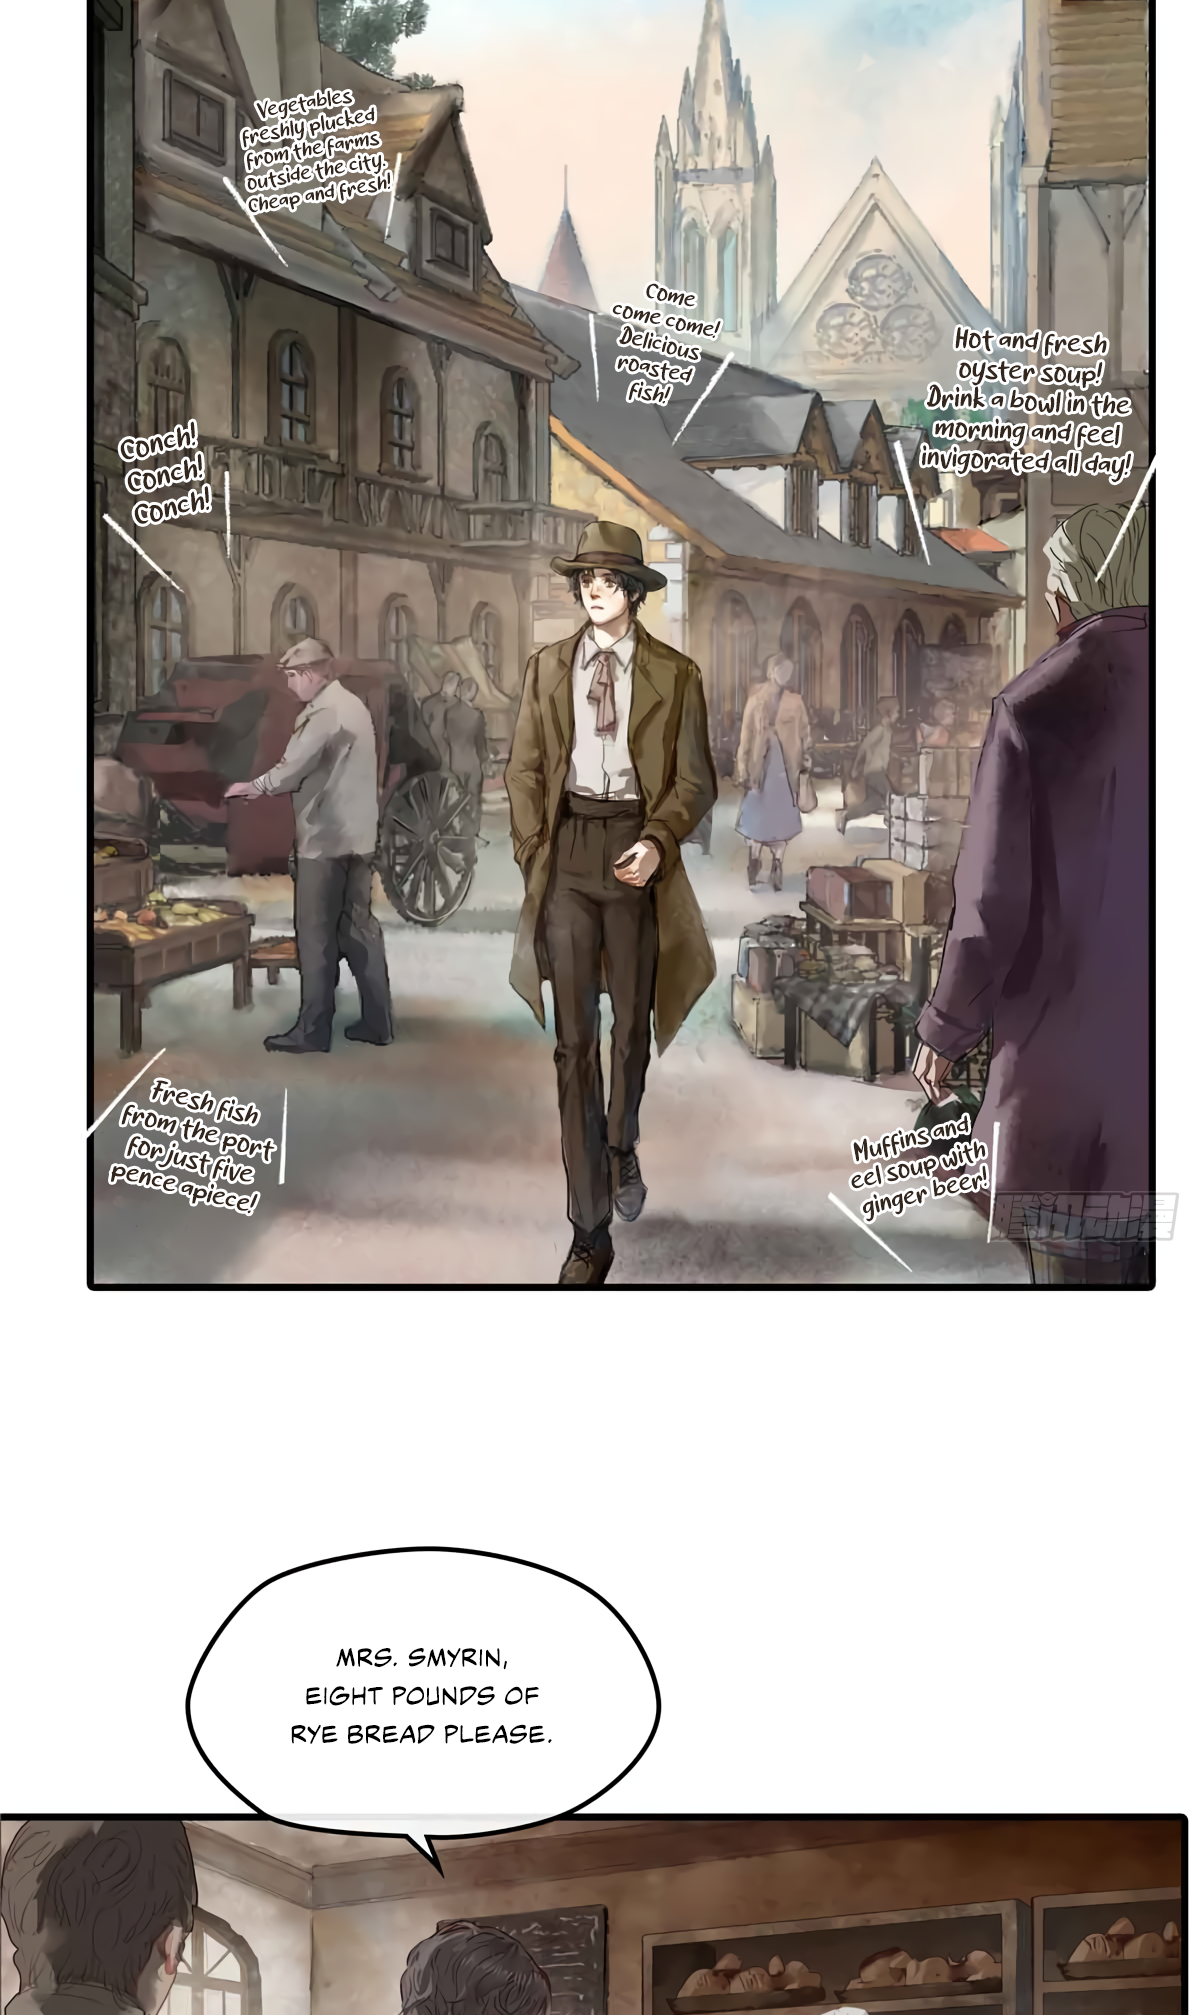 Vegetables
freshly plucked
from the farms
outside the city.
Cheap and fresh!
Come
come come!
Delicious
roasted
fish!
Hot and fresh
oyster soup!
Drink a bowl in the
morning and feel
invigorated all day!
Conch!
Conch!
Conch!
Fresh fish
from the port
for just five
pence apiece!
Muffins and
eel soup with
ginger beer!
MRS. SMYRIN,
EIGHT POUNDS OF
RYE BREAD PLEASE.